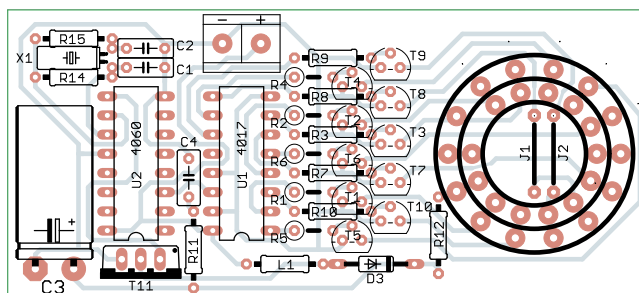 R15
X1
R14
C2
C1
- +
R9
T9
R4
T4
R8
T8
R2
T2
R3
T3
R6
T6
R7
T7
R1
T1
R10
T10
R5
T5
4060
U2
C4
4017
U1
J1
J2
+
C3
T11
R11
L1
D3
R12